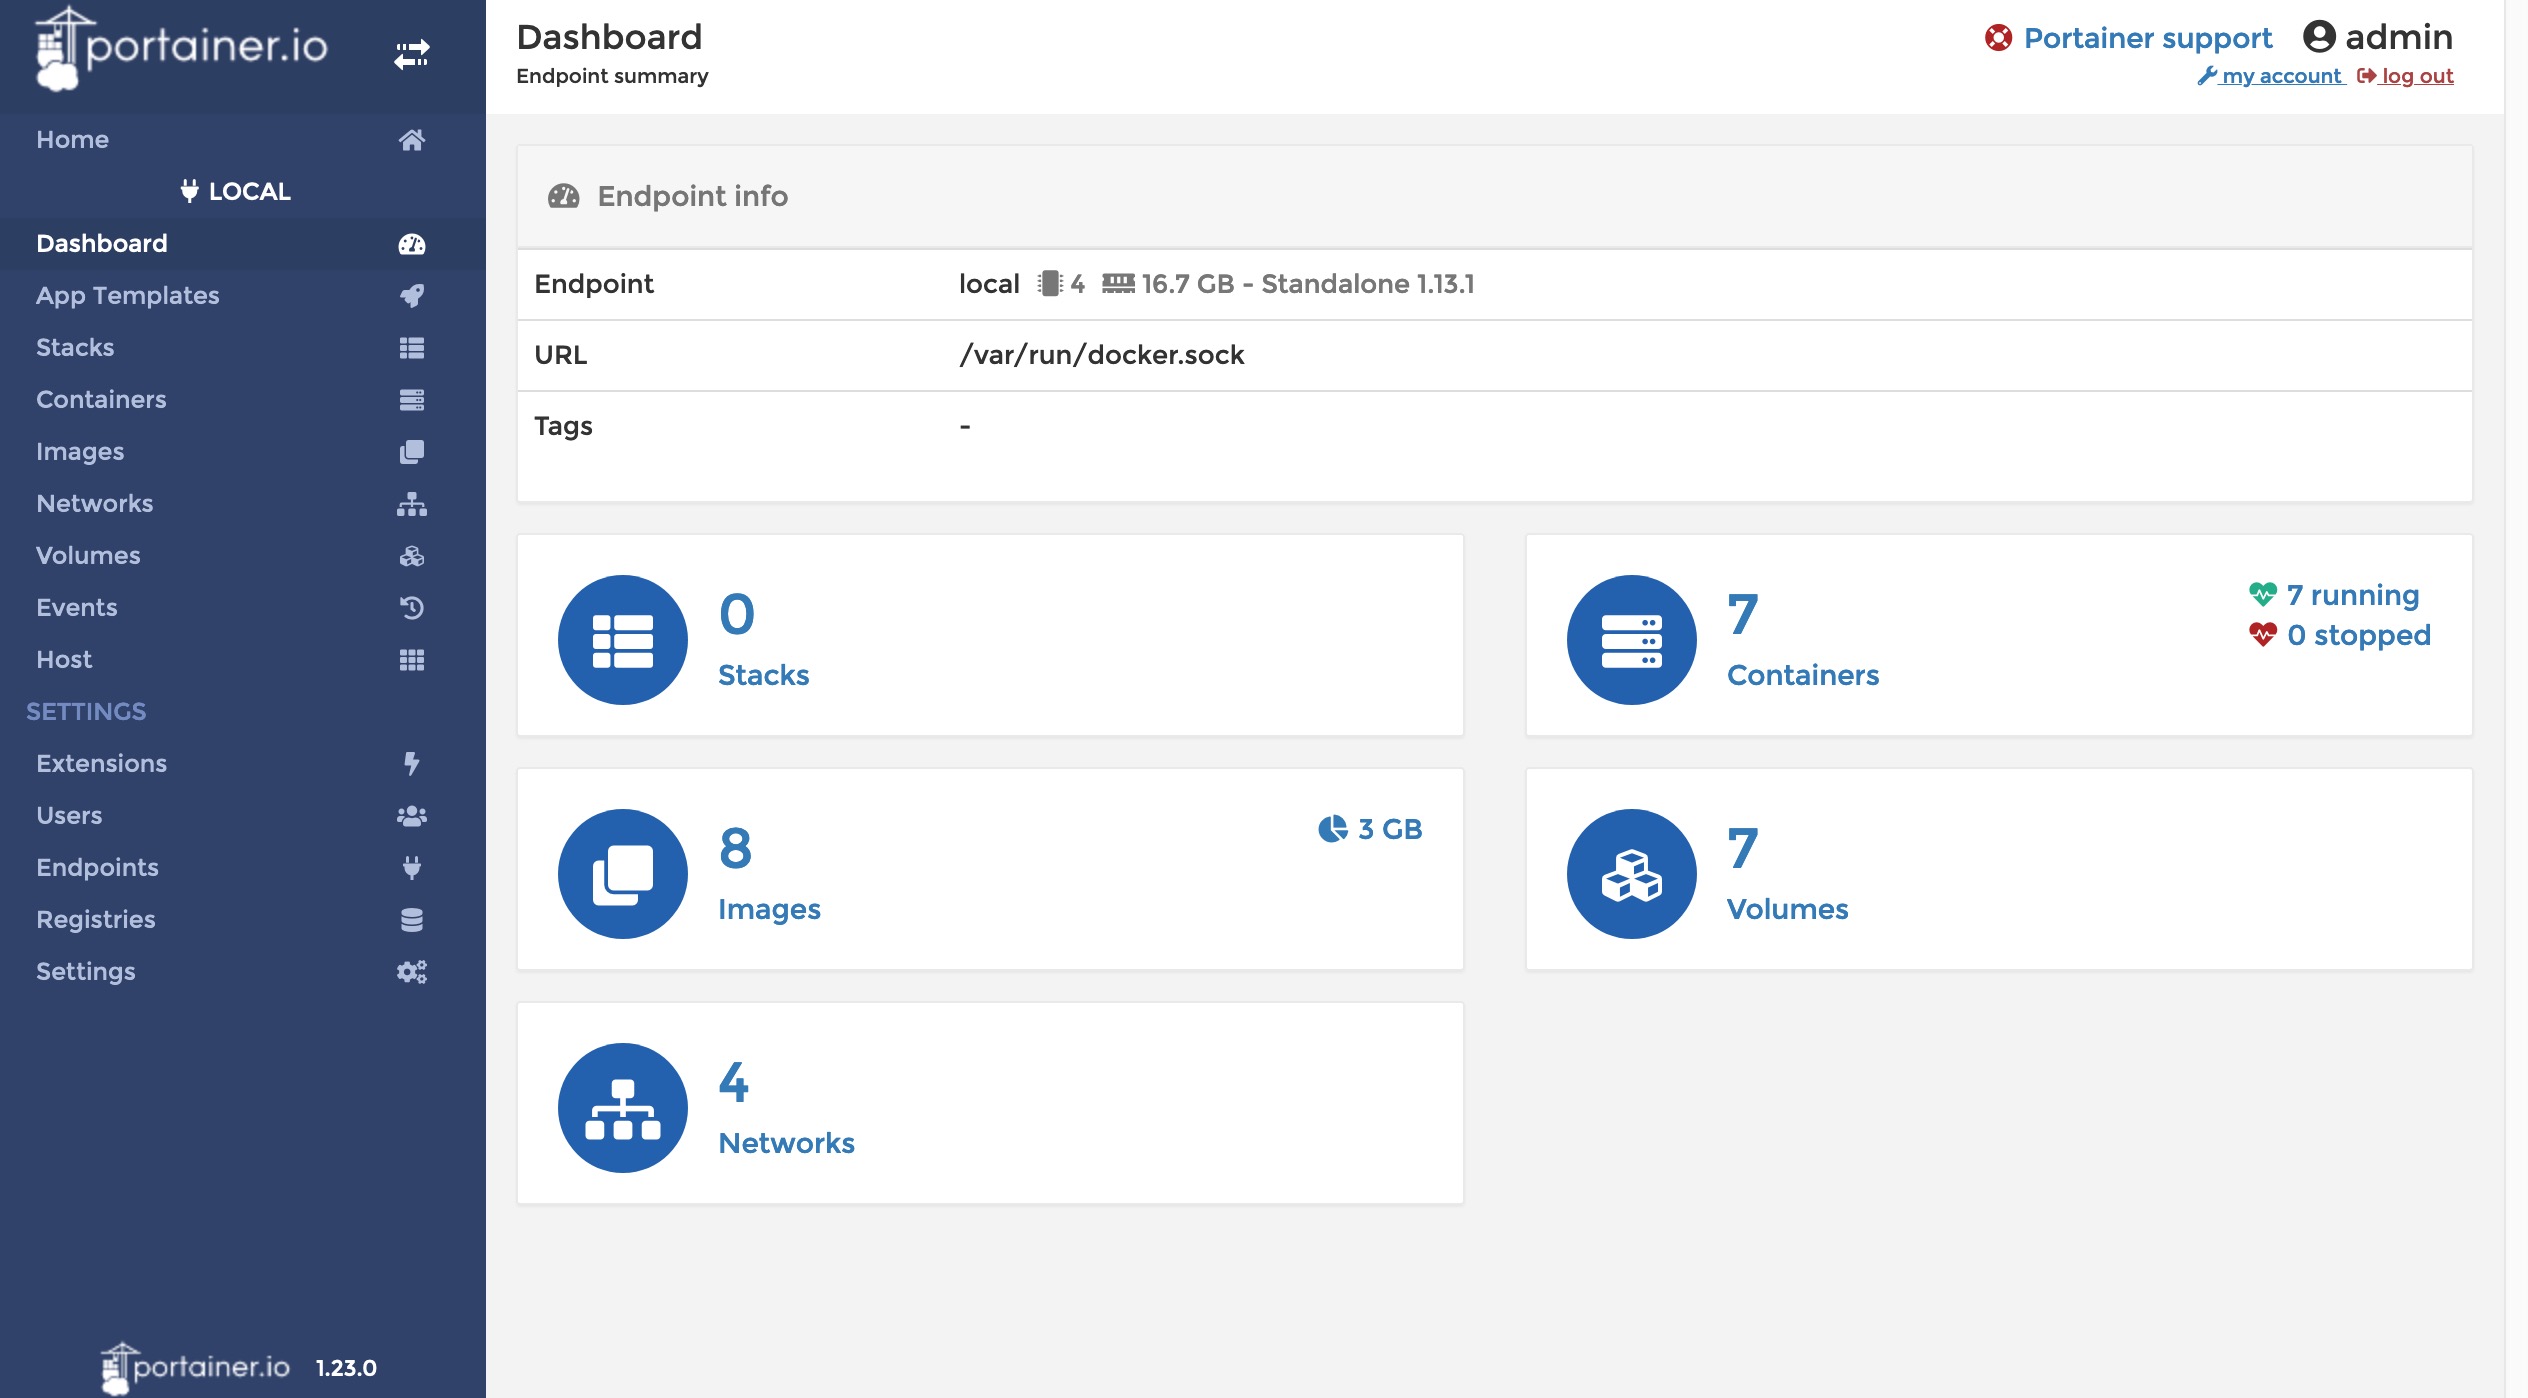 portainer.io
Home
LOCAL
Dashboard
App Templates
Stacks
Containers
Images
Networks
Volumes
Events
Host
SETTINGS
Extensions
Users
Endpoints
Registries
Settings
portainer.io 1.23.0
Dashboard
Endpoint summary
Portainer support admin
my account log out
Endpoint info
Endpoint local 4 16.7 GB - Standalone 1.13.1
URL /var/run/docker.sock
Tags -
0
Stacks
7
Containers
7 running
0 stopped
8
Images
3 GB
7
Volumes
4
Networks